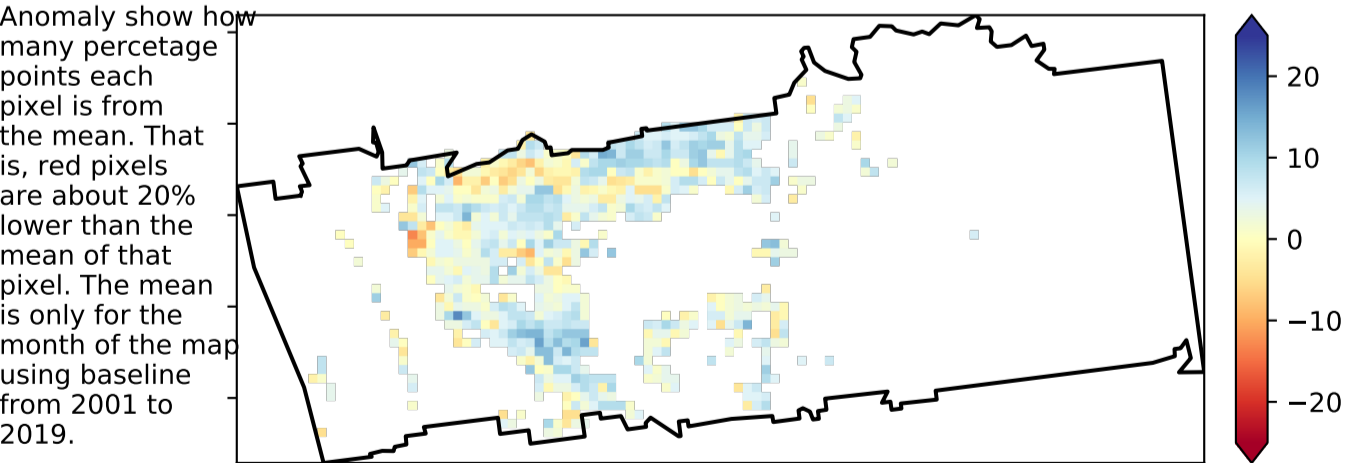 Anomaly show how
many percetage
points each
pixel is from
the mean. That
is, red pixels
are about 20%
lower than the
mean of that
pixel. The mean
is only for the
month of the map
using baseline
from 2001 to
2019.
20
10
0
−10
−20